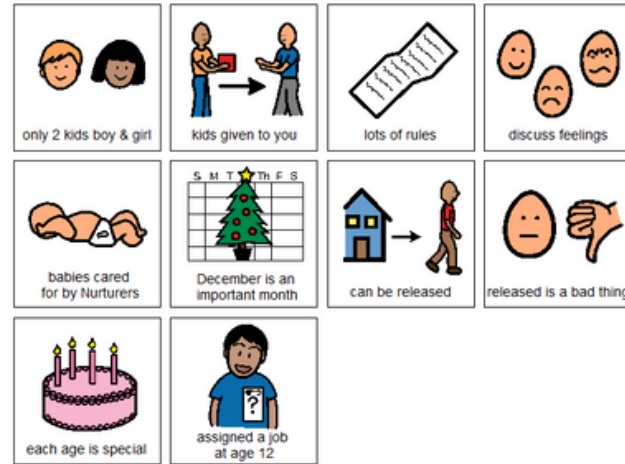 only 2 kids boy & girl
kids given to you
lots of rules
discuss feelings
babies cared
for by Nurturers
S M T Th F S
December is an
important month
can be released
released is a bad thing
each age is special
?
assigned a job
at age 12